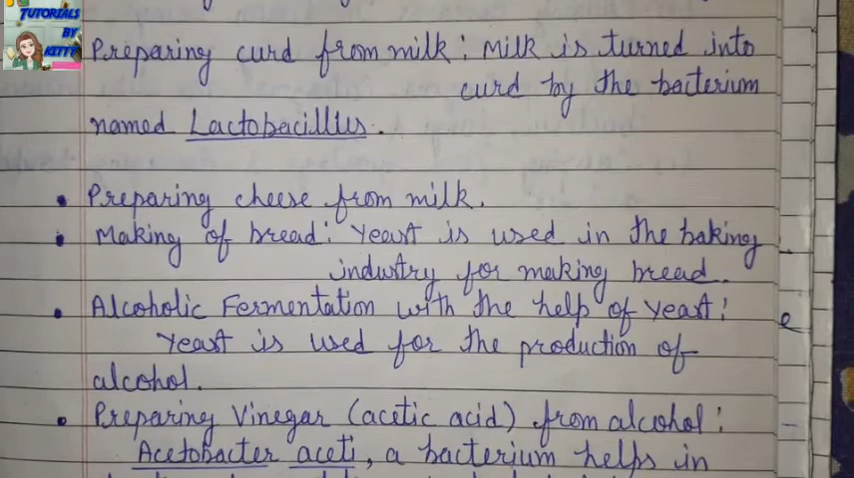 TUTORIALS
BY
KITTY
Preparing curd from milk: Milk is turned into
curd by the bacterium
named Lactobacillus.
• Preparing cheese from milk.
• Making of bread: Yeast is used in the baking
industry for making bread.
• Alcoholic Fermentation with the help of yeast:
Yeast is used for the production of
alcohol.
• Preparing Vinegar (acetic acid) from alcohol:
Acetobacter aceti, a bacterium helps in